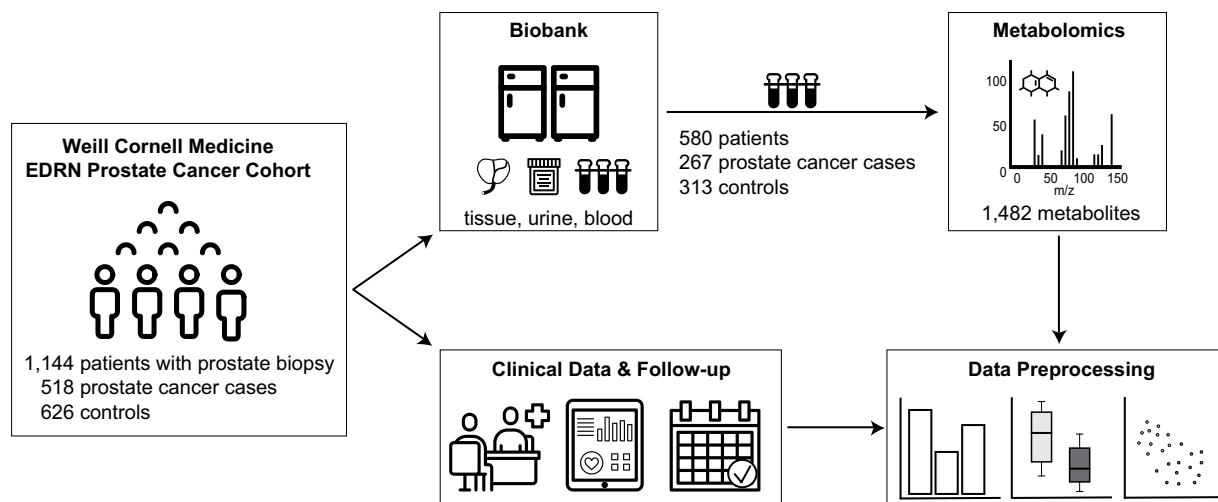 Weill Cornell Medicine
EDRN Prostate Cancer Cohort
1,144 patients with prostate biopsy
518 prostate cancer cases
626 controls
Biobank
tissue, urine, blood
580 patients
267 prostate cancer cases
313 controls
Metabolomics
100
50
0
0 50 100 150
m/z
1,482 metabolites
Clinical Data & Follow-up
Data Preprocessing